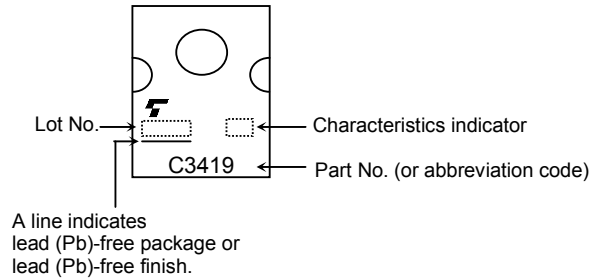 Lot No.
Characteristics indicator
C3419
Part No. (or abbreviation code)
A line indicates
lead (Pb)-free package or
lead (Pb)-free finish.